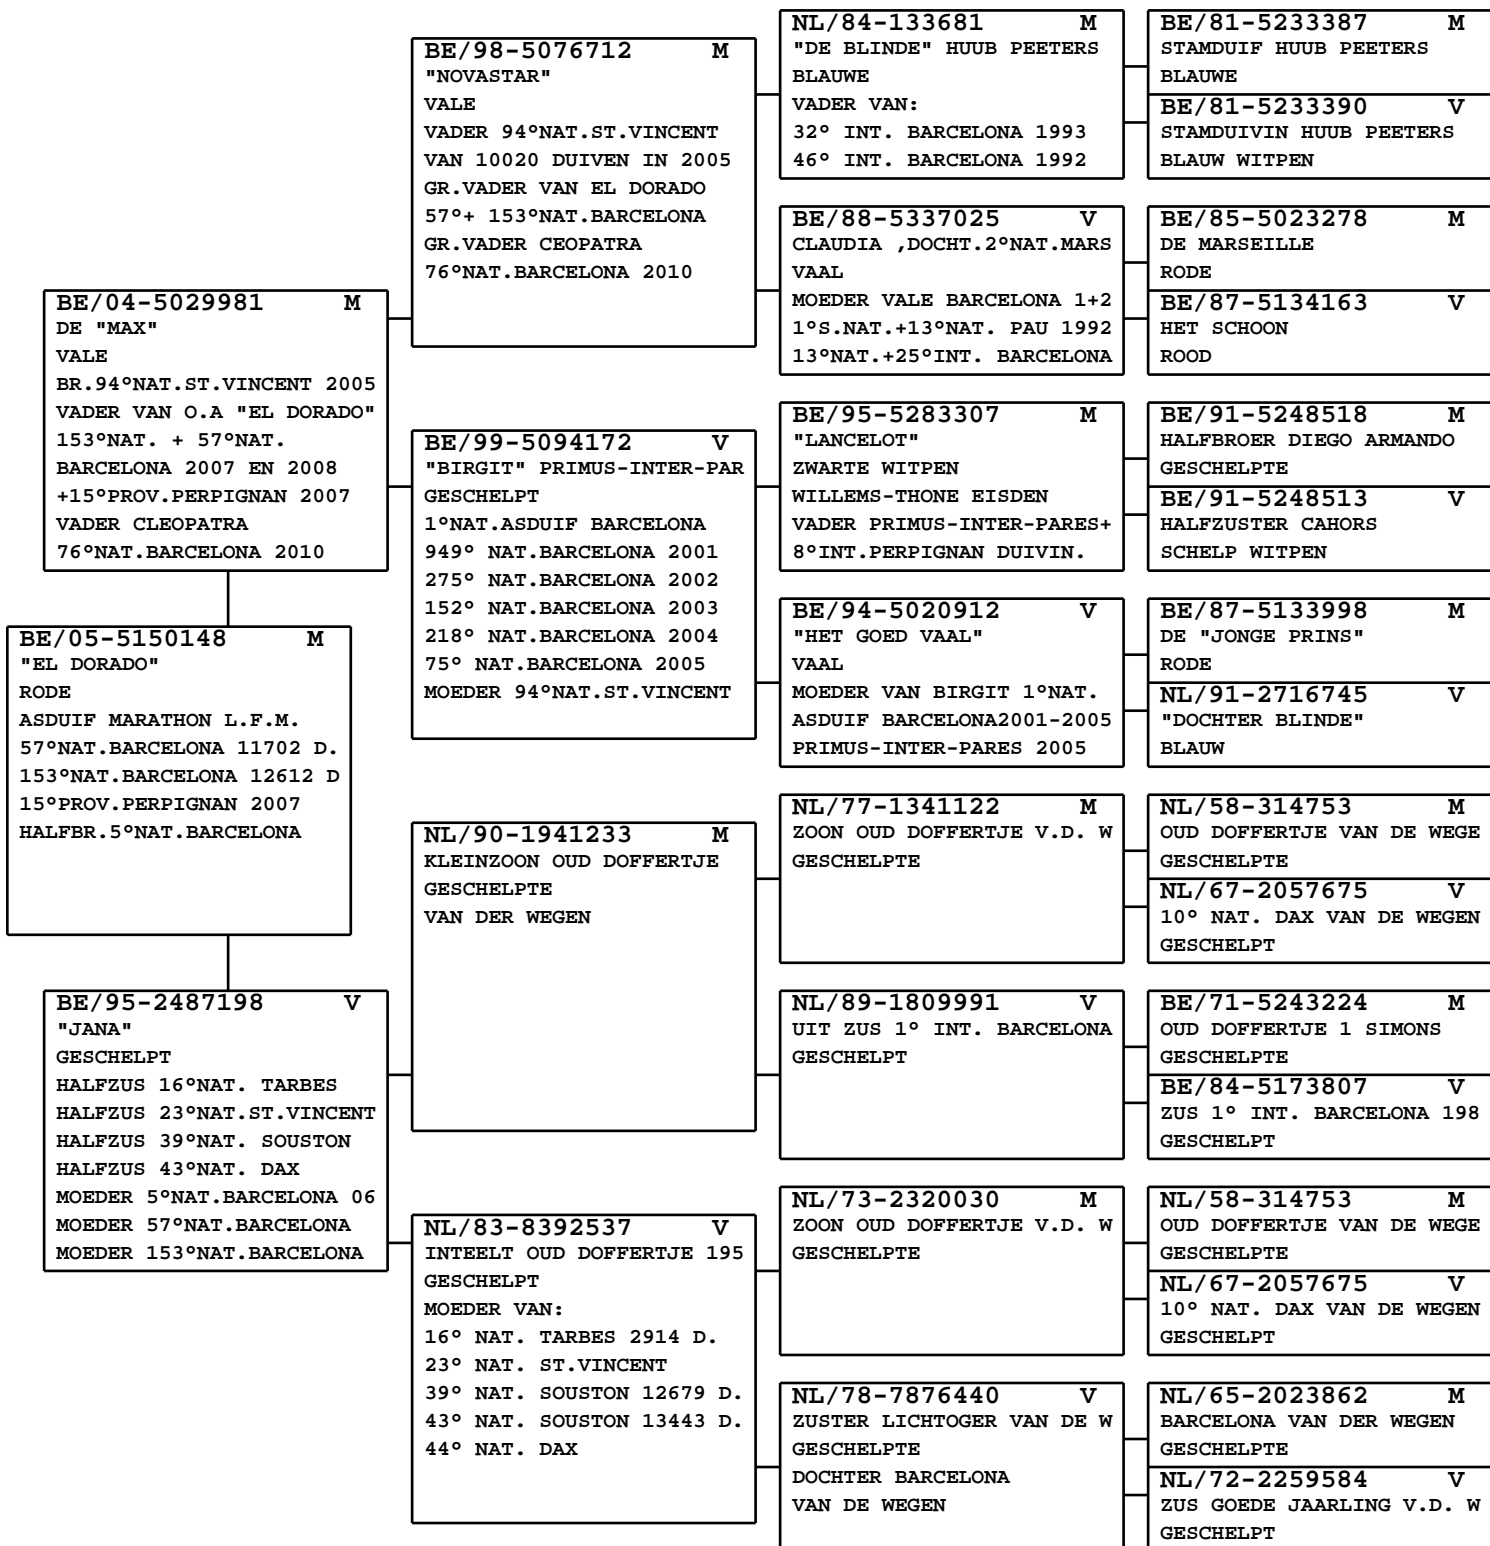 BE/05-5150148 M
"EL DORADO"
RODE
ASDUIF MARATHON L.F.M.
57°NAT.BARCELONA 11702 D.
153°NAT.BARCELONA 12612 D
15°PROV.PERPIGNAN 2007
HALFBR.5°NAT.BARCELONA
BE/04-5029981 M
DE "MAX"
VALE
BR.94°NAT.ST.VINCENT 2005
VADER VAN O.A "EL DORADO"
153°NAT. + 57°NAT.
BARCELONA 2007 EN 2008
+15°PROV.PERPIGNAN 2007
VADER CLEOPATRA
76°NAT.BARCELONA 2010
BE/95-2487198 V
"JANA"
GESCHELPT
HALFZUS 16°NAT. TARBES
HALFZUS 23°NAT.ST.VINCENT
HALFZUS 39°NAT. SOUSTON
HALFZUS 43°NAT. DAX
MOEDER 5°NAT.BARCELONA 06
MOEDER 57°NAT.BARCELONA
MOEDER 153°NAT.BARCELONA
BE/98-5076712 M
"NOVASTAR"
VALE
VADER 94°NAT.ST.VINCENT
VAN 10020 DUIVEN IN 2005
GR.VADER VAN EL DORADO
57°+ 153°NAT.BARCELONA
GR.VADER CEOPATRA
76°NAT.BARCELONA 2010
BE/99-5094172 V
"BIRGIT" PRIMUS-INTER-PAR
GESCHELPT
1°NAT.ASDUIF BARCELONA
949° NAT.BARCELONA 2001
275° NAT.BARCELONA 2002
152° NAT.BARCELONA 2003
218° NAT.BARCELONA 2004
75° NAT.BARCELONA 2005
MOEDER 94°NAT.ST.VINCENT
NL/90-1941233 M
KLEINZOON OUD DOFFERTJE
GESCHELPTE
VAN DER WEGEN
NL/83-8392537 V
INTEELT OUD DOFFERTJE 195
GESCHELPT
MOEDER VAN:
16° NAT. TARBES 2914 D.
23° NAT. ST.VINCENT
39° NAT. SOUSTON 12679 D.
43° NAT. SOUSTON 13443 D.
44° NAT. DAX
NL/84-133681 M
"DE BLINDE" HUUB PEETERS
BLAUWE
VADER VAN:
32° INT. BARCELONA 1993
46° INT. BARCELONA 1992
BE/88-5337025 V
CLAUDIA ,DOCHT.2°NAT.MARS
VAAL
MOEDER VALE BARCELONA 1+2
1°S.NAT.+13°NAT. PAU 1992
13°NAT.+25°INT. BARCELONA
BE/95-5283307 M
"LANCELOT"
ZWARTE WITPEN
WILLEMS-THONE EISDEN
VADER PRIMUS-INTER-PARES+
8°INT.PERPIGNAN DUIVIN.
BE/94-5020912 V
"HET GOED VAAL"
VAAL
MOEDER VAN BIRGIT 1°NAT.
ASDUIF BARCELONA2001-2005
PRIMUS-INTER-PARES 2005
NL/77-1341122 M
ZOON OUD DOFFERTJE V.D. W
GESCHELPTE
NL/89-1809991 V
UIT ZUS 1° INT. BARCELONA
GESCHELPT
NL/73-2320030 M
ZOON OUD DOFFERTJE V.D. W
GESCHELPTE
NL/78-7876440 V
ZUSTER LICHTOGER VAN DE W
GESCHELPTE
DOCHTER BARCELONA
VAN DE WEGEN
BE/81-5233387 M
STAMDUIF HUUB PEETERS
BLAUWE
BE/81-5233390 V
STAMDUIVIN HUUB PEETERS
BLAUW WITPEN
BE/85-5023278 M
DE MARSEILLE
RODE
BE/87-5134163 V
HET SCHOON
ROOD
BE/91-5248518 M
HALFBROER DIEGO ARMANDO
GESCHELPTE
BE/91-5248513 V
HALFZUSTER CAHORS
SCHELP WITPEN
BE/87-5133998 M
DE "JONGE PRINS"
RODE
NL/91-2716745 V
"DOCHTER BLINDE"
BLAUW
NL/58-314753 M
OUD DOFFERTJE VAN DE WEGE
GESCHELPTE
NL/67-2057675 V
10° NAT. DAX VAN DE WEGEN
GESCHELPT
BE/71-5243224 M
OUD DOFFERTJE 1 SIMONS
GESCHELPTE
BE/84-5173807 V
ZUS 1° INT. BARCELONA 198
GESCHELPT
NL/58-314753 M
OUD DOFFERTJE VAN DE WEGE
GESCHELPTE
NL/67-2057675 V
10° NAT. DAX VAN DE WEGEN
GESCHELPT
NL/65-2023862 M
BARCELONA VAN DER WEGEN
GESCHELPTE
NL/72-2259584 V
ZUS GOEDE JAARLING V.D. W
GESCHELPT